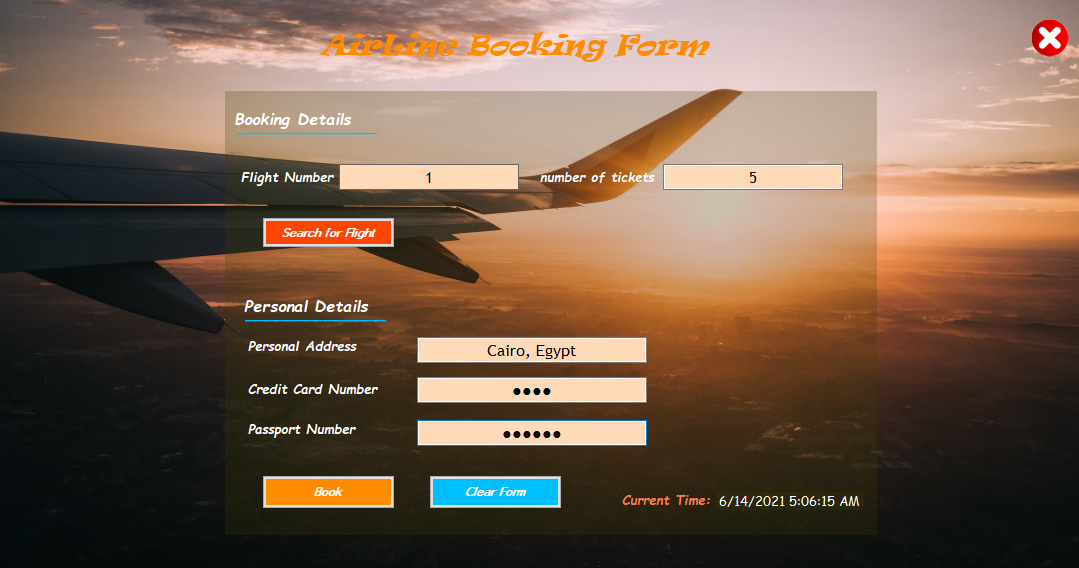 AirLine Booking Form
Booking Details
Flight Number 1 number of tickets 5
Search for Flight
Personal Details
Personal Address Cairo, Egypt
Credit Card Number ●●●●
Passport Number ●●●●●●
Book Clear Form
Current Time: 6/14/2021 5:06:15 AM